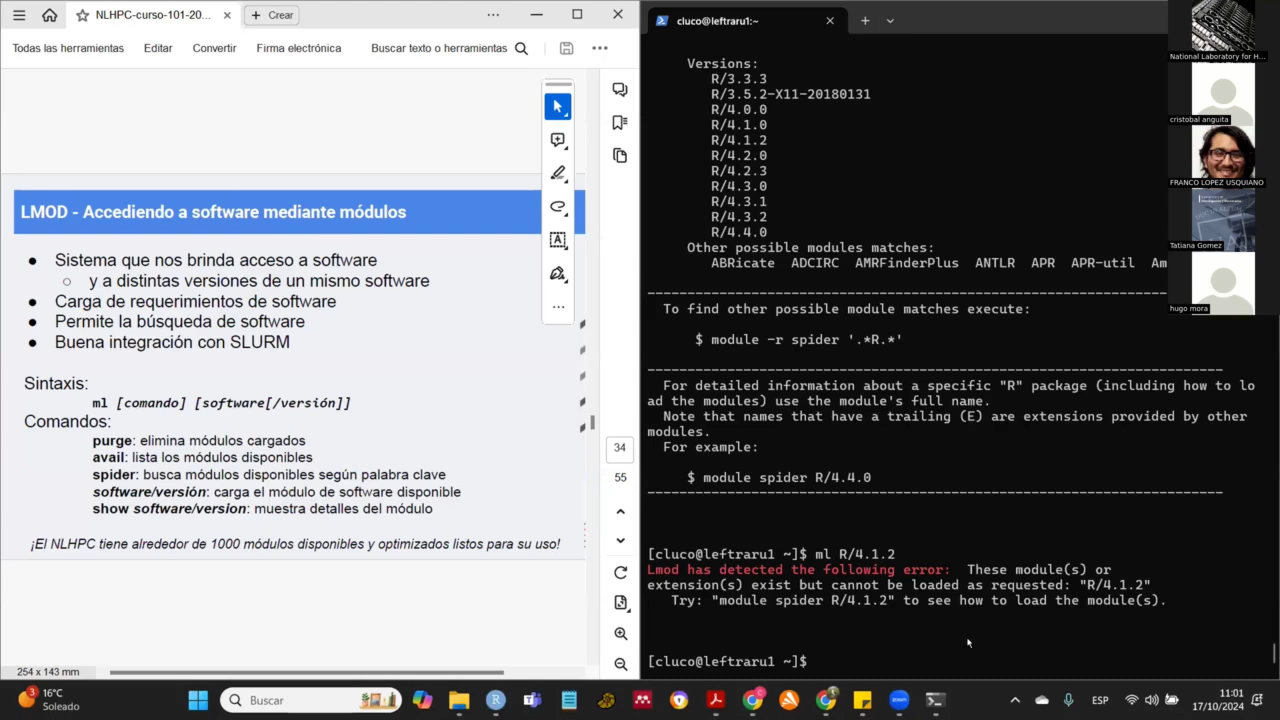 NLHPC-curso-101-20...
Crear
Todas las herramientas
Editar
Convertir
Firma electrónica
Buscar texto o herramientas
LMOD - Accediendo a software mediante módulos
● Sistema que nos brinda acceso a software
○ y a distintas versiones de un mismo software
● Carga de requerimientos de software
● Permite la búsqueda de software
● Buena integración con SLURM
Sintaxis:
ml [comando] [software[/versión]]
Comandos:
purge: elimina módulos cargados
avail: lista los módulos disponibles
spider: busca módulos disponibles según palabra clave
software/versión: carga el módulo de software disponible
show software/version: muestra detalles del módulo
¡El NLHPC tiene alrededor de 1000 módulos disponibles y optimizados listos para su uso!
34
55
254 x 143 mm
cluco@leftraru1:~
Versions:
R/3.3.3
R/3.5.2-X11-20180131
R/4.0.0
R/4.1.0
R/4.1.2
R/4.2.0
R/4.2.3
R/4.3.0
R/4.3.1
R/4.3.2
R/4.4.0
Other possible modules matches:
ABRicate  ADCIRC  AMRFinderPlus  ANTLR  APR  APR-util  Am
To find other possible module matches execute:
$ module -r spider '.*R.*'
For detailed information about a specific "R" package (including how to lo
ad the modules) use the module's full name.
Note that names that have a trailing (E) are extensions provided by other
modules.
For example:
$ module spider R/4.4.0
[cluco@leftraru1 ~]$ ml R/4.1.2
Lmod has detected the following error:  These module(s) or
extension(s) exist but cannot be loaded as requested: "R/4.1.2"
Try: "module spider R/4.1.2" to see how to load the module(s).
[cluco@leftraru1 ~]$
National Laboratory for H...
cristobal anguita
FRANCO LOPEZ USQUIANO
Tatiana Gomez
hugo mora
3
16°C
Soleado
Buscar
ESP
11:01
17/10/2024